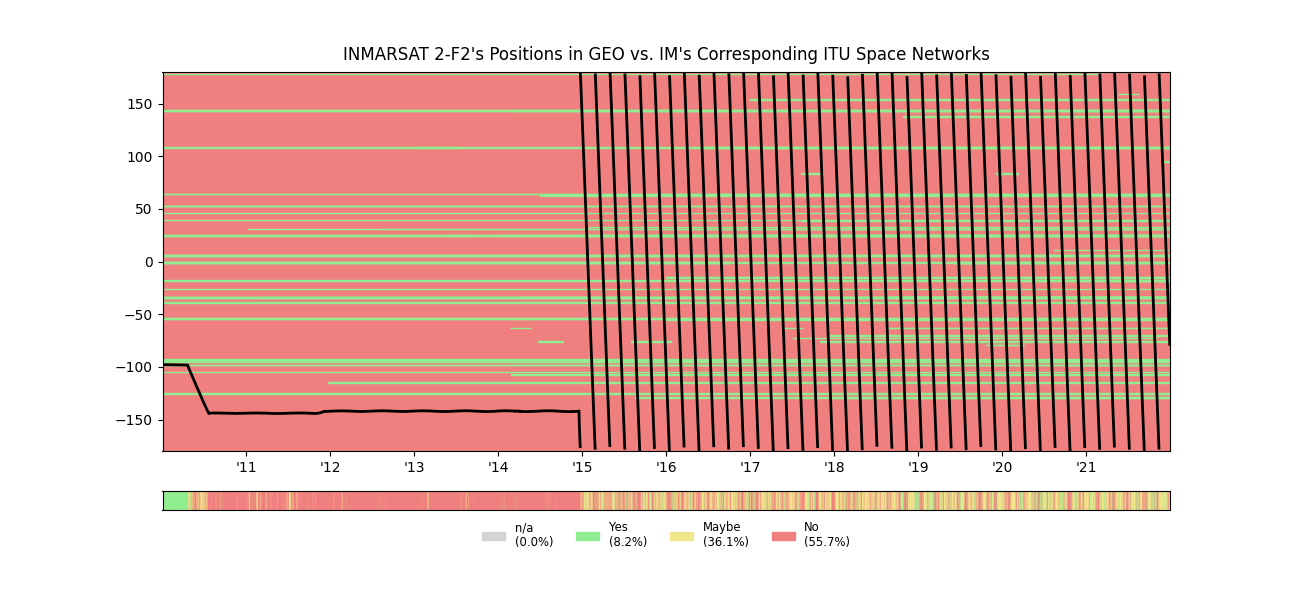 INMARSAT 2-F2's Positions in GEO vs. IM's Corresponding ITU Space Networks
150
100
50
0
−50
−100
−150
'11 '12 '13 '14 '15 '16 '17 '18 '19 '20 '21
n/a Yes Maybe No
(0.0%) (8.2%) (36.1%) (55.7%)